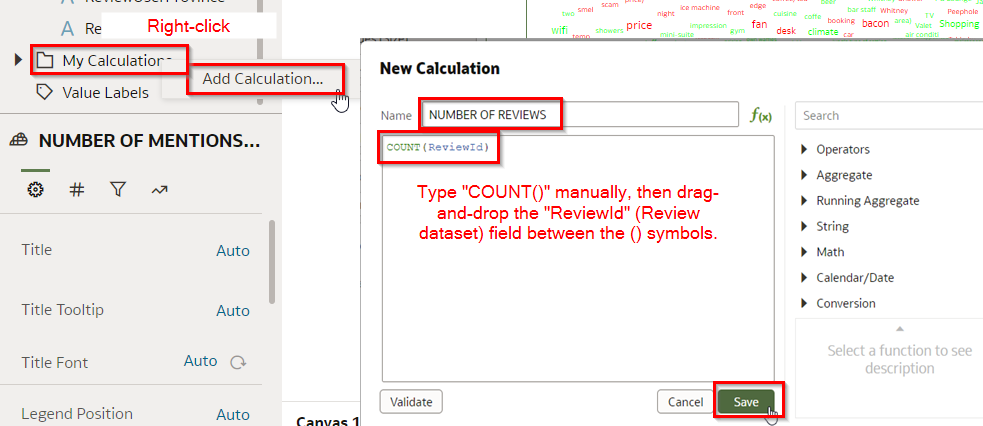 Re
Right-click
My Calculations
Add Calculation...
Value Labels
NUMBER OF MENTIONS...
Title
Auto
Title Tooltip
Auto
Title Font
Auto
Legend Position
Auto
two
smel
scam
price)
night
ice machine
front
edge
cuisine
coffe
bar-staff
Whitney
booking
areaj
TV
Peephole
Wifi
showers
price
mini-suite
impression
gym
fan
desk
climate
car
bacon
Valet
Shopping
air conditi
temp
New Calculation
Name
NUMBER OF REVIEWS
f(x)
COUNT(ReviewId)
Type "COUNT()" manually, then drag-
and-drop the "ReviewId" (Review
dataset) field between the () symbols.
Search
Operators
Aggregate
Running Aggregate
String
Math
Calendar/Date
Conversion
Select a function to see
description
Validate
Cancel
Save
Canvas 1